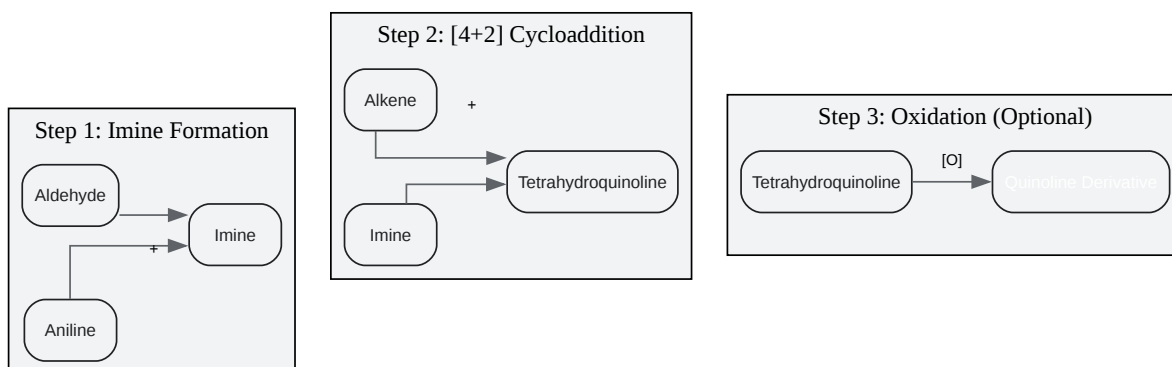 Step 1: Imine Formation
Aldehyde
Imine
+
Aniline
Step 2: [4+2] Cycloaddition
Alkene
+
Tetrahydroquinoline
Imine
Step 3: Oxidation (Optional)
Tetrahydroquinoline
[O]
Quinoline Derivative